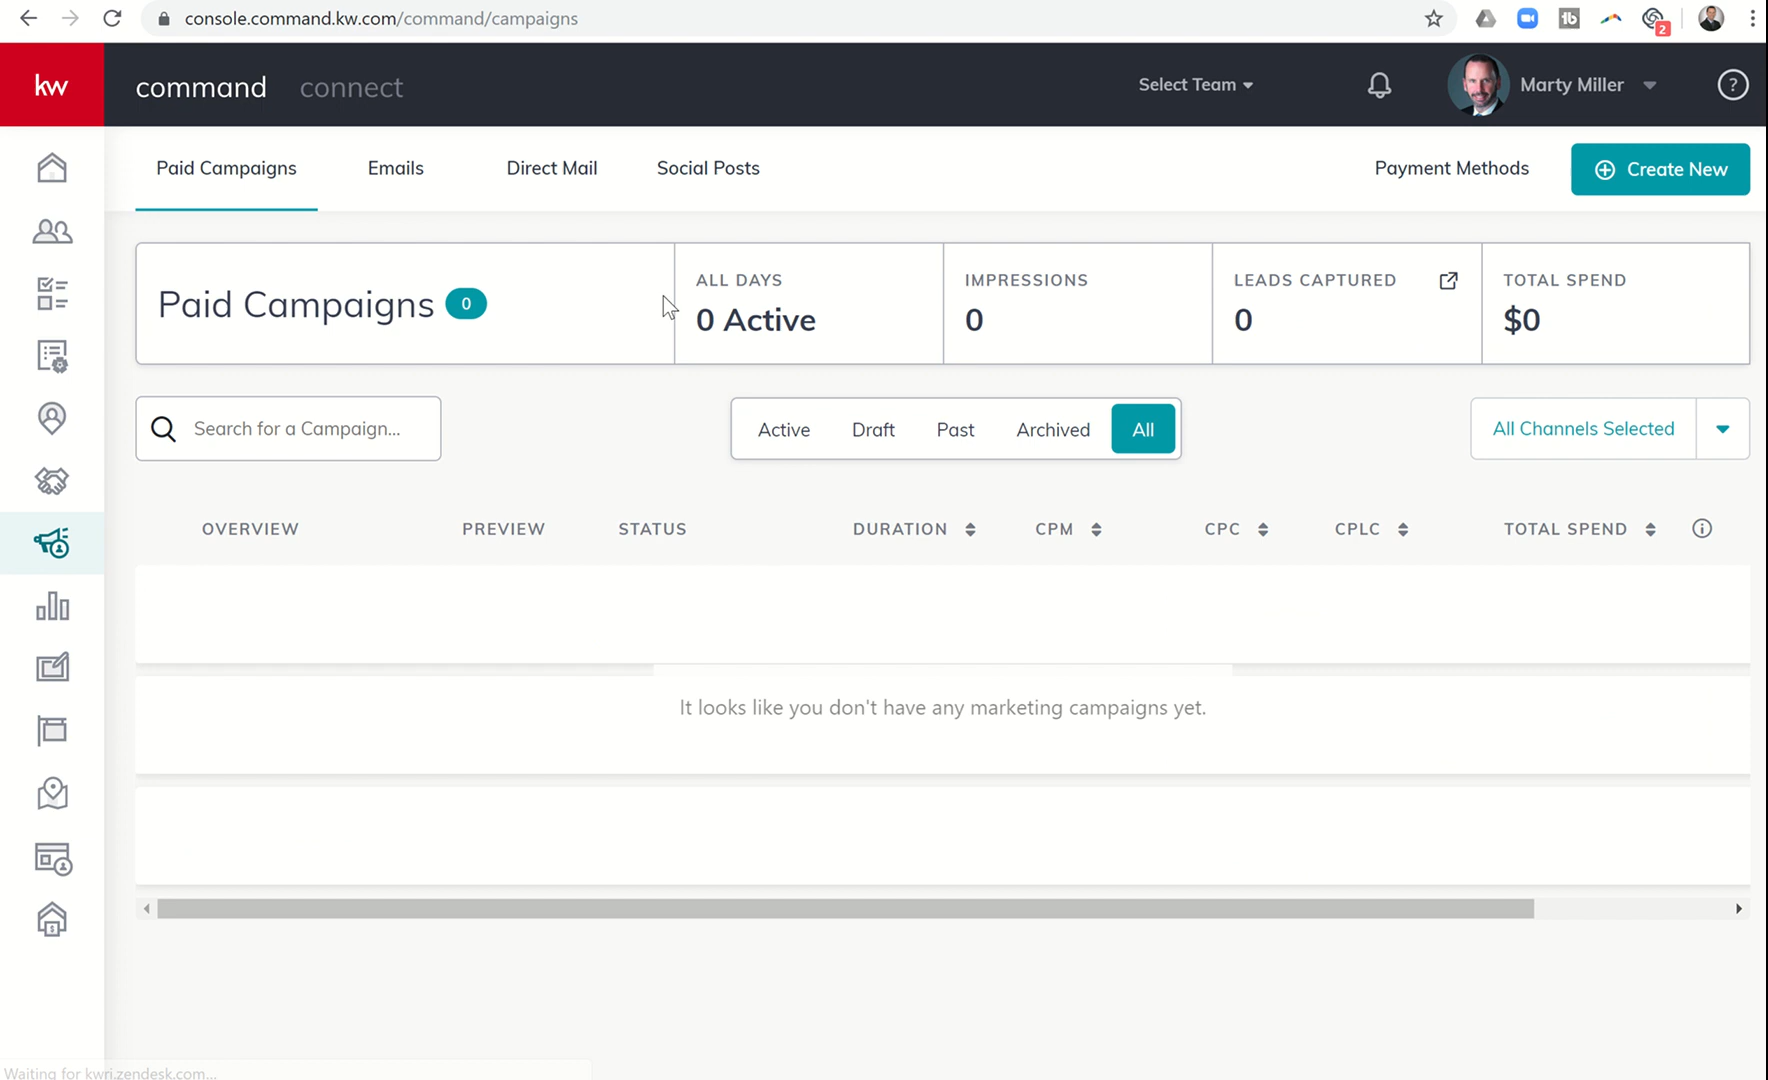 console.command.kw.com/command/campaigns
2
kw
command
connect
Select Team
Marty Miller
?
Paid Campaigns
Emails
Direct Mail
Social Posts
Payment Methods
Create New
Paid Campaigns 0
ALL DAYS
0 Active
IMPRESSIONS
0
LEADS CAPTURED
0
TOTAL SPEND
$0
Search for a Campaign...
Active
Draft
Past
Archived
All
All Channels Selected
OVERVIEW
PREVIEW
STATUS
DURATION
CPM
CPC
CPLC
TOTAL SPEND
It looks like you don't have any marketing campaigns yet.
Waiting for kwri.zendesk.com...